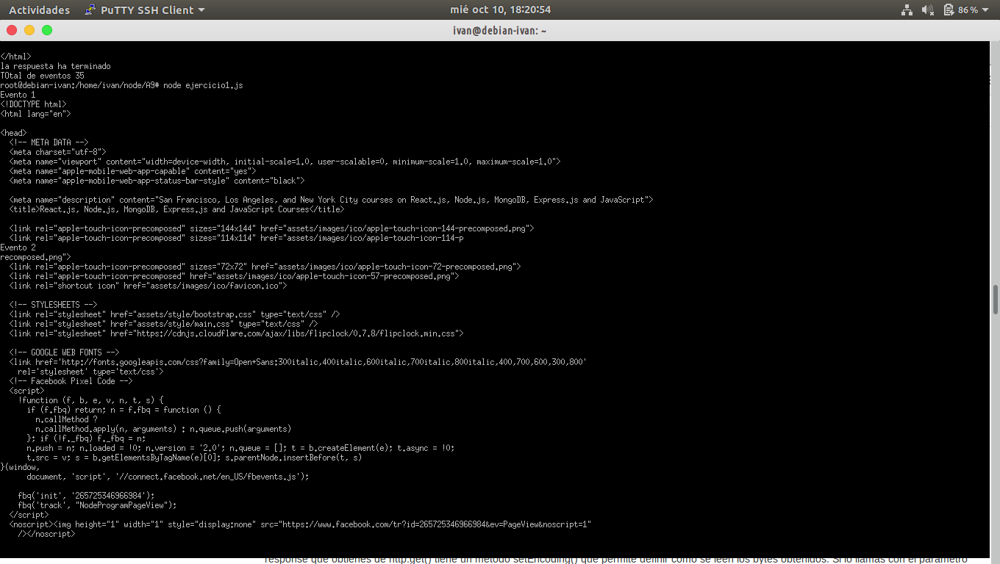 Actividades PuTTY SSH Client mié oct 10, 18:20:54 86 %
ivan@debian-ivan: ~
</html>
la respuesta ha terminado
TOtal de eventos 35
root@debian-ivan:/home/ivan/node/A9# node ejercicio1.js
Evento 1
<!DOCTYPE html>
<html lang="en">
<head>
<!-- META DATA -->
<meta charset="utf-8">
<meta name="viewport" content="width=device-width, initial-scale=1.0, user-scalable=0, minimum-scale=1.0, maximum-scale=1.0">
<meta name="apple-mobile-web-app-capable" content="yes">
<meta name="apple-mobile-web-app-status-bar-style" content="black">
<meta name="description" content="San Francisco, Los Angeles, and New York City courses on React.js, Node.js, MongoDB, Express.js and JavaScript">
<title>React.js, Node.js, MongoDB, Express.js and JavaScript Courses</title>
<link rel="apple-touch-icon-precomposed" sizes="144x144" href="assets/images/ico/apple-touch-icon-144-precomposed.png">
<link rel="apple-touch-icon-precomposed" sizes="114x114" href="assets/images/ico/apple-touch-icon-114-p
Evento 2
recomposed.png">
<link rel="apple-touch-icon-precomposed" sizes="72x72" href="assets/images/ico/apple-touch-icon-72-precomposed.png">
<link rel="apple-touch-icon-precomposed" href="assets/images/ico/apple-touch-icon-57-precomposed.png">
<link rel="shortcut icon" href="assets/images/ico/favicon.ico">
<!-- STYLESHEETS -->
<link rel="stylesheet" href="assets/style/bootstrap.css" type="text/css" />
<link rel="stylesheet" href="assets/style/main.css" type="text/css" />
<link rel="stylesheet" href="https://cdnjs.cloudflare.com/ajax/libs/flipclock/0.7.8/flipclock.min.css">
<!-- GOOGLE WEB FONTS -->
<link href='http://fonts.googleapis.com/css?family=Open+Sans:300italic,400italic,600italic,700italic,800italic,400,700,600,300,800'
rel='stylesheet' type='text/css'>
<!-- Facebook Pixel Code -->
<script>
!function (f, b, e, v, n, t, s) {
if (f.fbq) return; n = f.fbq = function () {
n.callMethod ?
n.callMethod.apply(n, arguments) : n.queue.push(arguments)
}; if (!f._fbq) f._fbq = n;
n.push = n; n.loaded = !0; n.version = '2.0'; n.queue = []; t = b.createElement(e); t.async = !0;
t.src = v; s = b.getElementsByTagName(e)[0]; s.parentNode.insertBefore(t, s)
}(window,
document, 'script', '//connect.facebook.net/en_US/fbevents.js');
fbq('init', '265725346966984');
fbq('track', "NodeProgramPageView");
</script>
<noscript><img height="1" width="1" style="display:none" src="https://www.facebook.com/tr?id=265725346966984&ev=PageView&noscript=1"
/></noscript>
response que obtienes de http.get() tiene un método setEncoding() que permite definir cómo se leen los bytes obtenidos. Si lo llamas con el parámetro